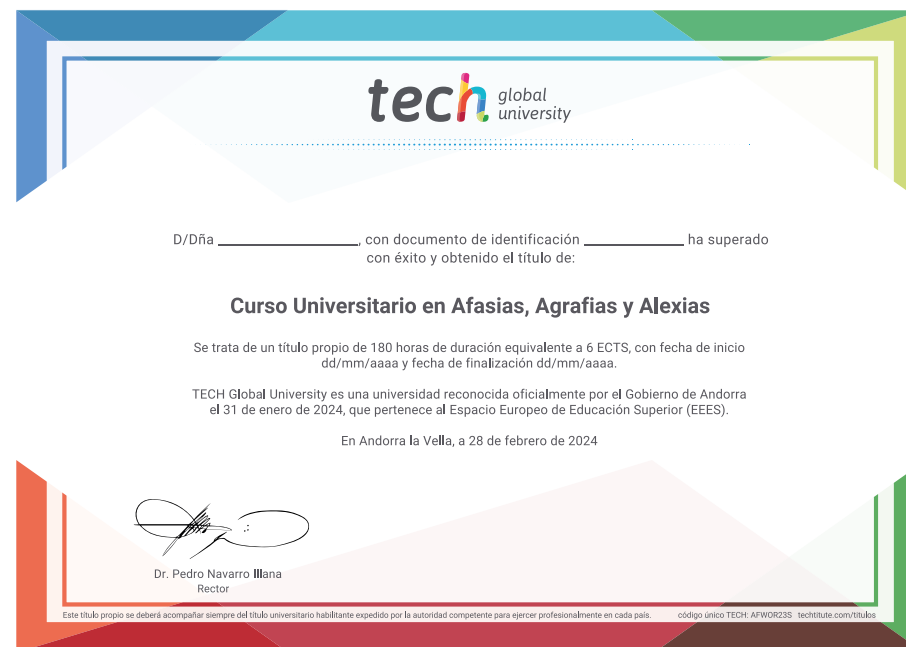 tech global university
D/Dña ____________________, con documento de identificación ______________ ha superado
con éxito y obtenido el título de:
Curso Universitario en Afasias, Agrafias y Alexias
Se trata de un título propio de 180 horas de duración equivalente a 6 ECTS, con fecha de inicio
dd/mm/aaaa y fecha de finalización dd/mm/aaaa.
TECH Global University es una universidad reconocida oficialmente por el Gobierno de Andorra
el 31 de enero de 2024, que pertenece al Espacio Europeo de Educación Superior (EEES).
En Andorra la Vella, a 28 de febrero de 2024
Dr. Pedro Navarro Illana
Rector
Este título propio se deberá acompañar siempre del título universitario habilitante expedido por la autoridad competente para ejercer profesionalmente en cada país. código único TECH: AFWOR23S techtitute.com/titulos